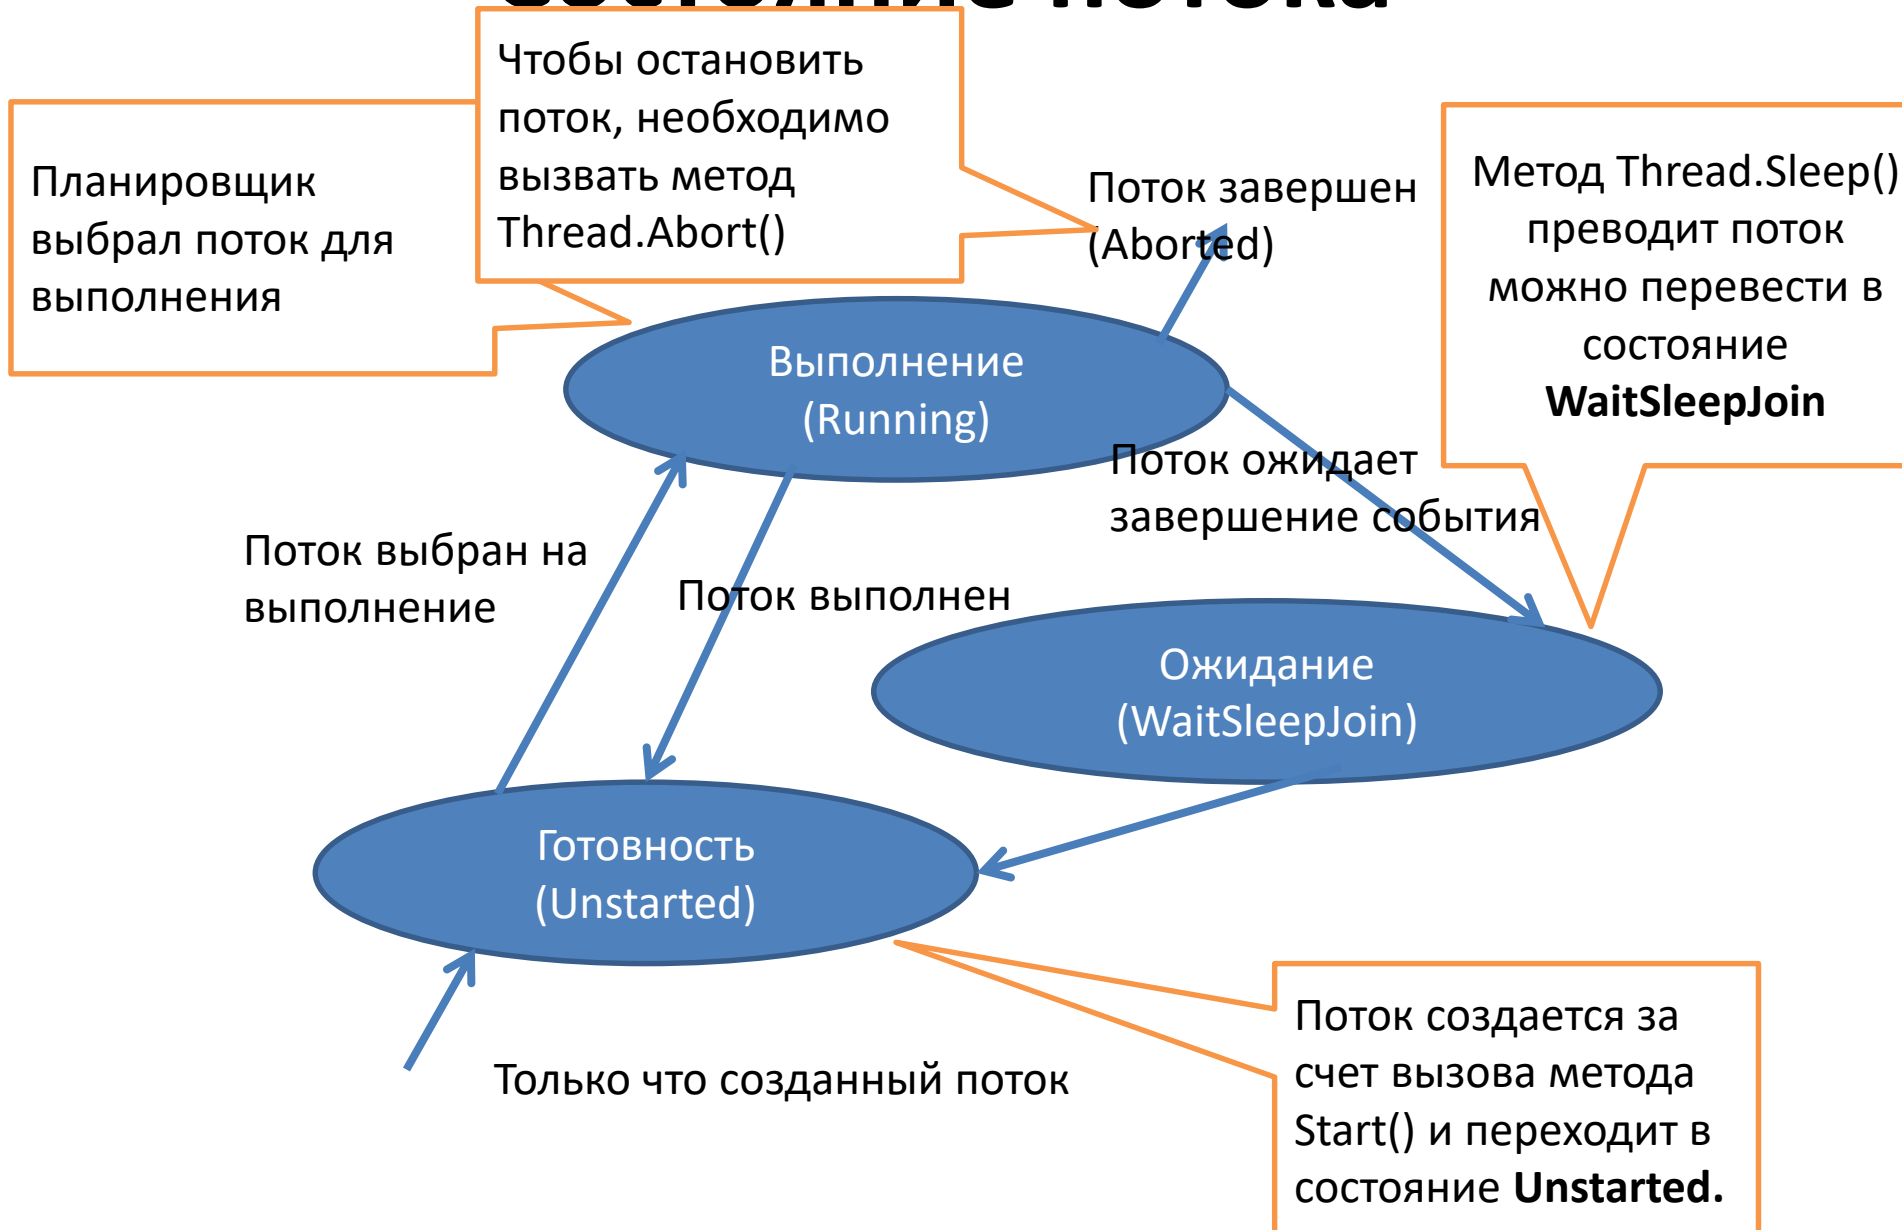 состояние потока
Чтобы остановить
поток, необходимо
вызвать метод
Thread.Abort()
Планировщик
выбрал поток для
выполнения
Поток завершен
(Aborted)
Метод Thread.Sleep()
преводит поток
можно перевести в
состояние
WaitSleepJoin
Выполнение
(Running)
Поток ожидает
завершение события
Поток выбран на
выполнение
Поток выполнен
Ожидание
(WaitSleepJoin)
Готовность
(Unstarted)
Только что созданный поток
Поток создается за
счет вызова метода
Start() и переходит в
состояние Unstarted.